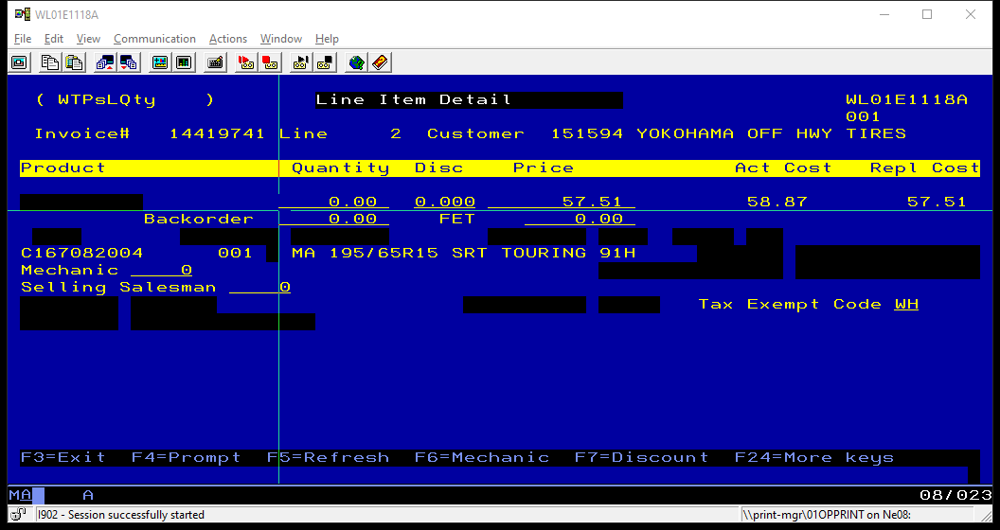 WL01E1118A
File Edit View Communication Actions Window Help
( WTPsLQty ) Line Item Detail WL01E1118A
001
Invoice# 14419741 Line 2 Customer 151594 YOKOHAMA OFF HWY TIRES
Product Quantity Disc Price Act Cost Repl Cost
0.00 0.000 57.51 58.87 57.51
Backorder 0.00 FET 0.00
C167082004 001 MA 195/65R15 SRT TOURING 91H
Mechanic 0
Selling Salesman 0
Tax Exempt Code WH
F3=Exit F4=Prompt F5=Refresh F6=Mechanic F7=Discount F24=More keys
MA A 08/023
I902 - Session successfully started \\print-mgr\01OPPRINT on Ne08: